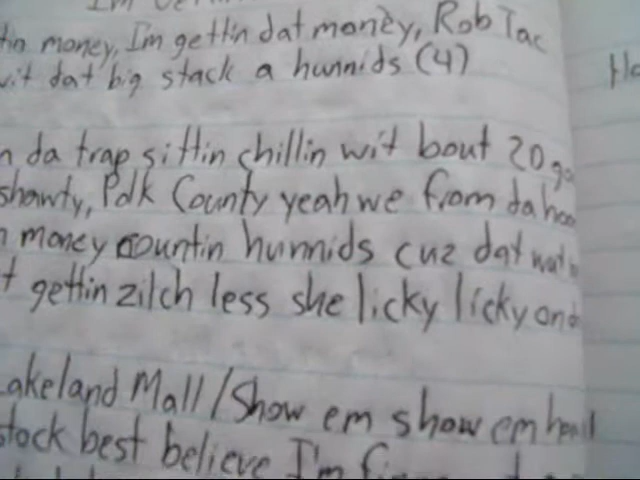 tin money, Im gettin dat money, Rob Tac
wit dat big stack a hunnids (4)
n da trap sittin chillin wit bout 20
shawty, Polk County yeah we from da
n money countin hunnids cuz dat
t gettin zilch less she licky licky on
Lakeland Mall/Show em show em
stock best believe I'm